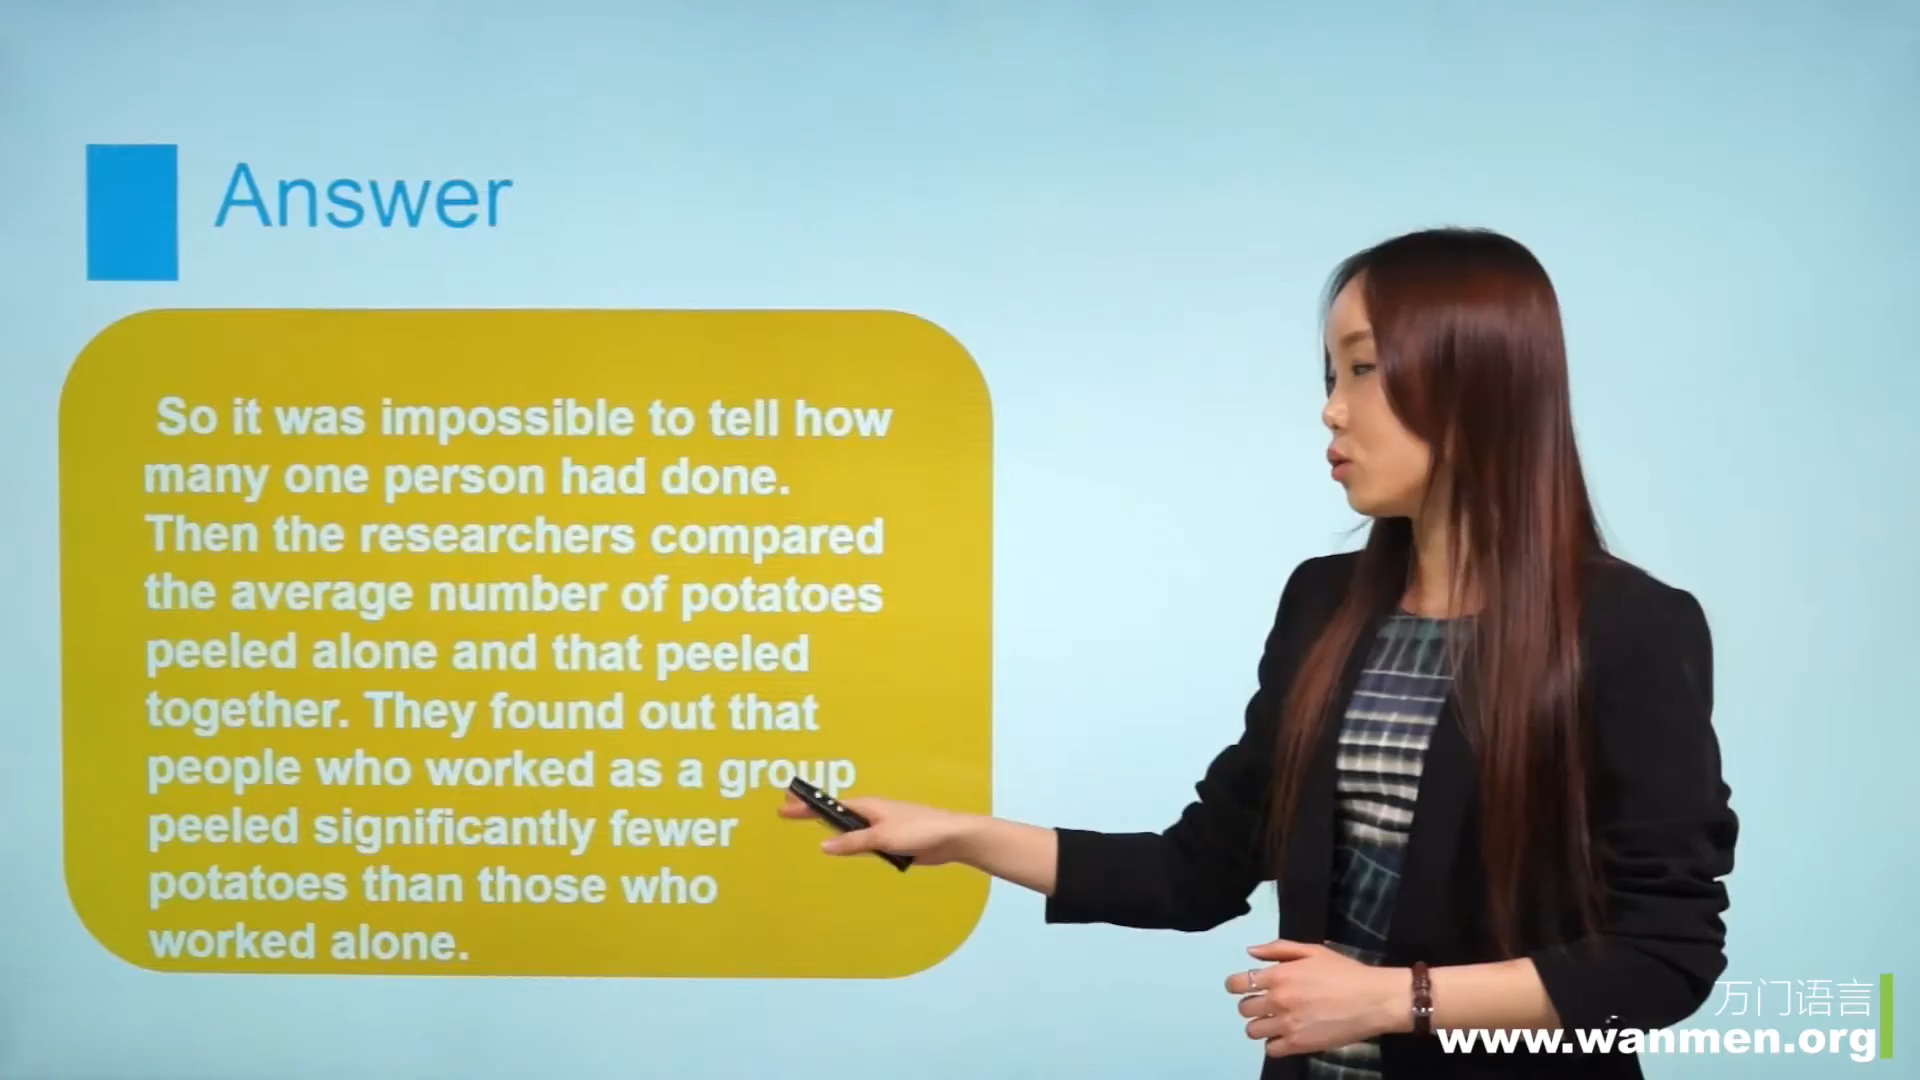 Answer
So it was impossible to tell how
many one person had done.
Then the researchers compared
the average number of potatoes
peeled alone and that peeled
together. They found out that
people who worked as a group
peeled significantly fewer
potatoes than those who
worked alone.
万门语言
www.wanmen.org